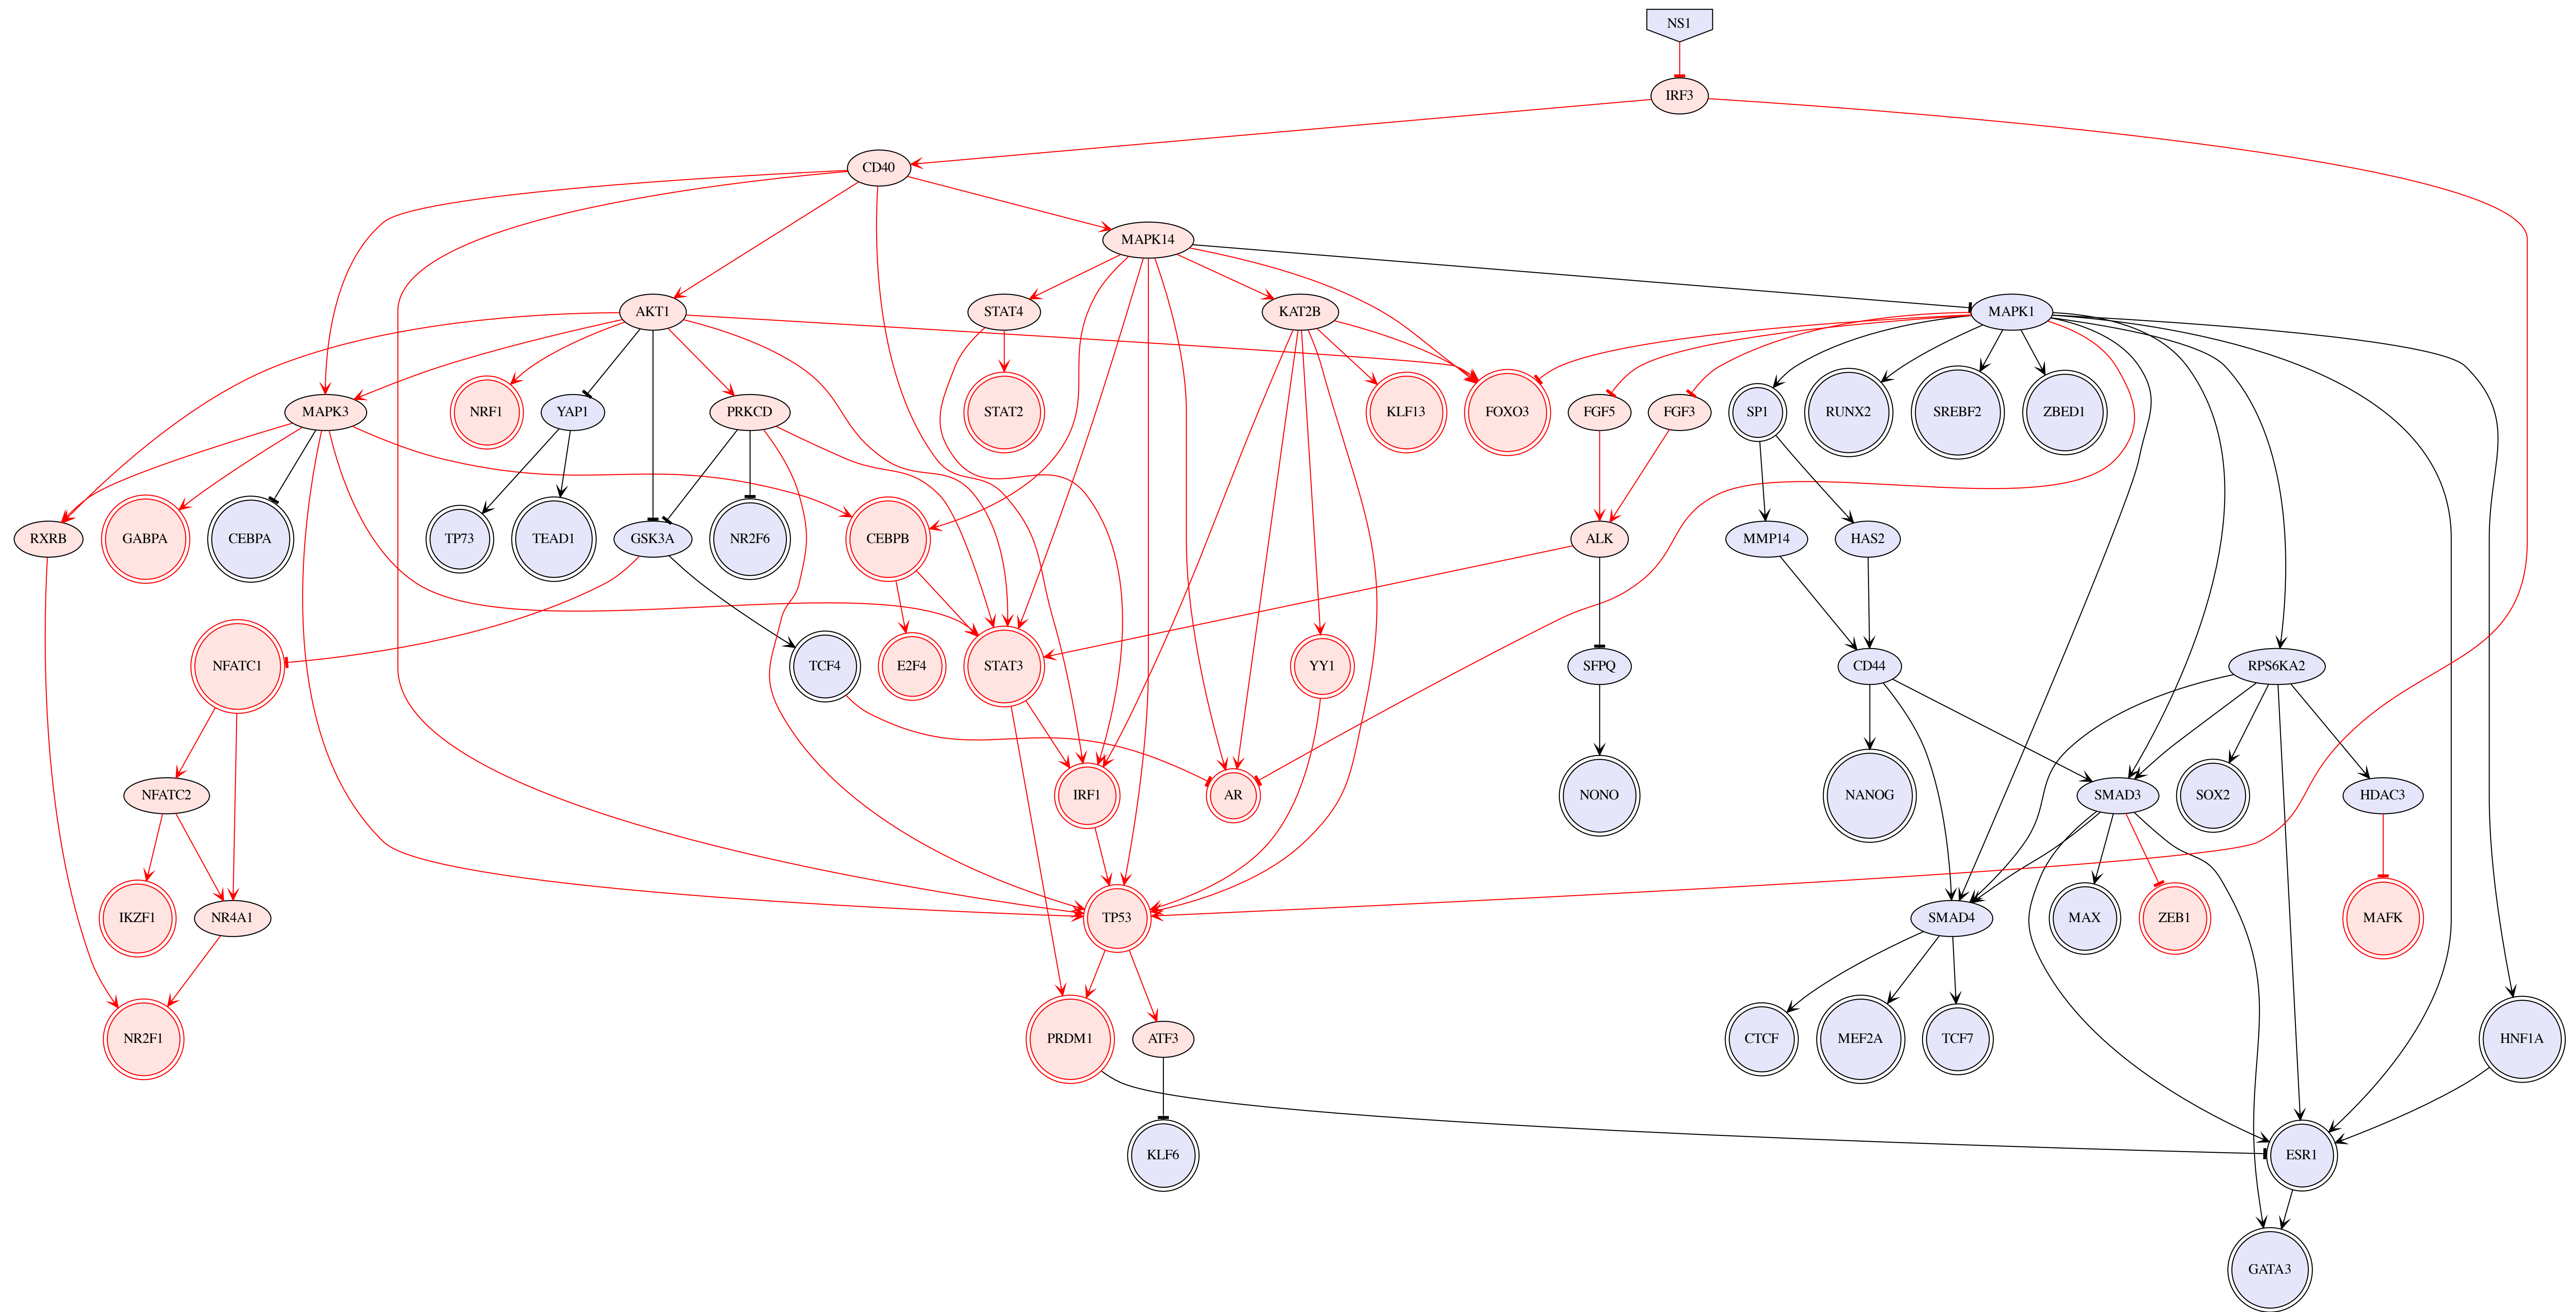 NS1
IRF3
CD40
MAPK14
AKT1
STAT4
KAT2B
MAPK1
MAPK3
NRF1
YAP1
PRKCD
STAT2
KLF13
FOXO3
FGF5
FGF3
SP1
RUNX2
SREBF2
ZBED1
RXRB
GABPA
CEBPA
TP73
TEAD1
GSK3A
NR2F6
CEBPB
ALK
MMP14
HAS2
NFATC1
TCF4
E2F4
STAT3
YY1
SFPQ
CD44
RPS6KA2
NFATC2
IRF1
AR
NONO
NANOG
SMAD3
SOX2
HDAC3
IKZF1
NR4A1
TP53
SMAD4
MAX
ZEB1
MAFK
NR2F1
PRDM1
ATF3
CTCF
MEF2A
TCF7
HNF1A
KLF6
ESR1
GATA3